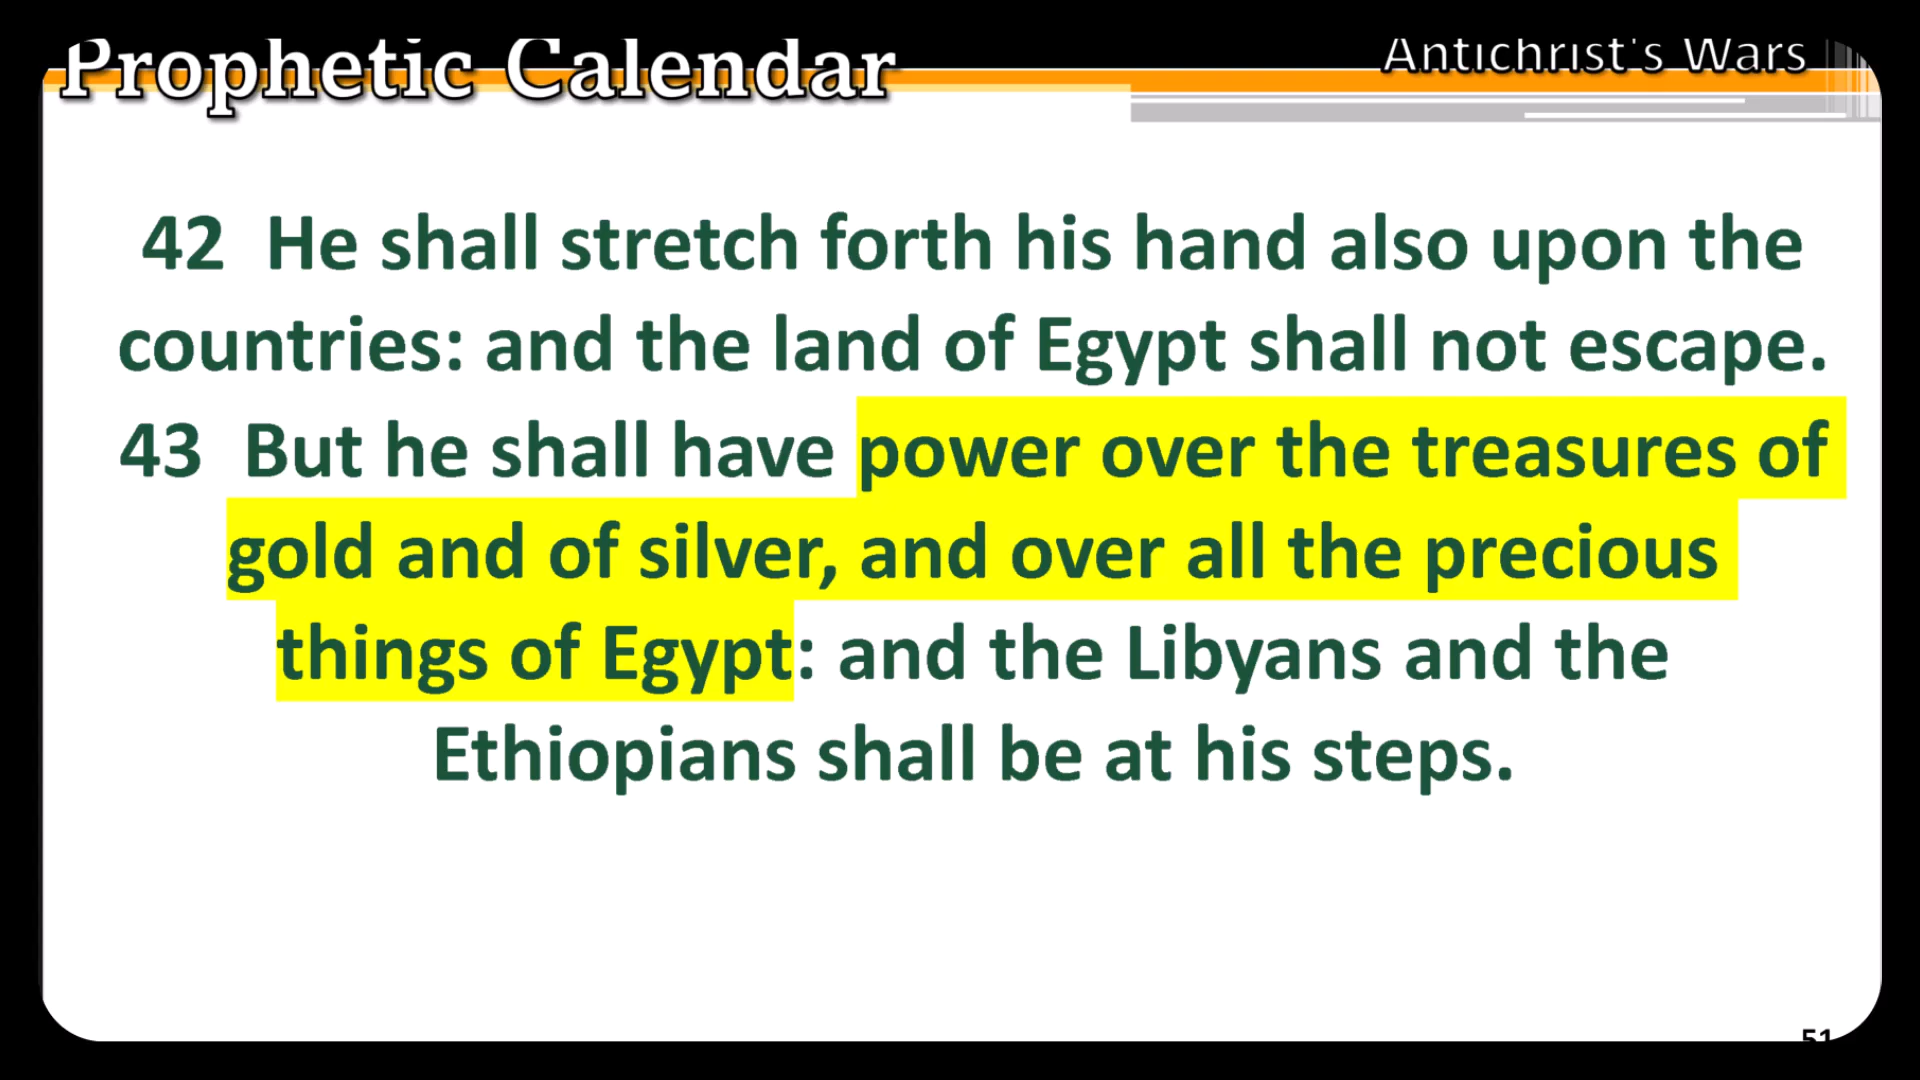 Prophetic Calendar
Antichrist's Wars
42 He shall stretch forth his hand also upon the
countries: and the land of Egypt shall not escape.
43 But he shall have power over the treasures of
gold and of silver, and over all the precious
things of Egypt: and the Libyans and the
Ethiopians shall be at his steps.
51